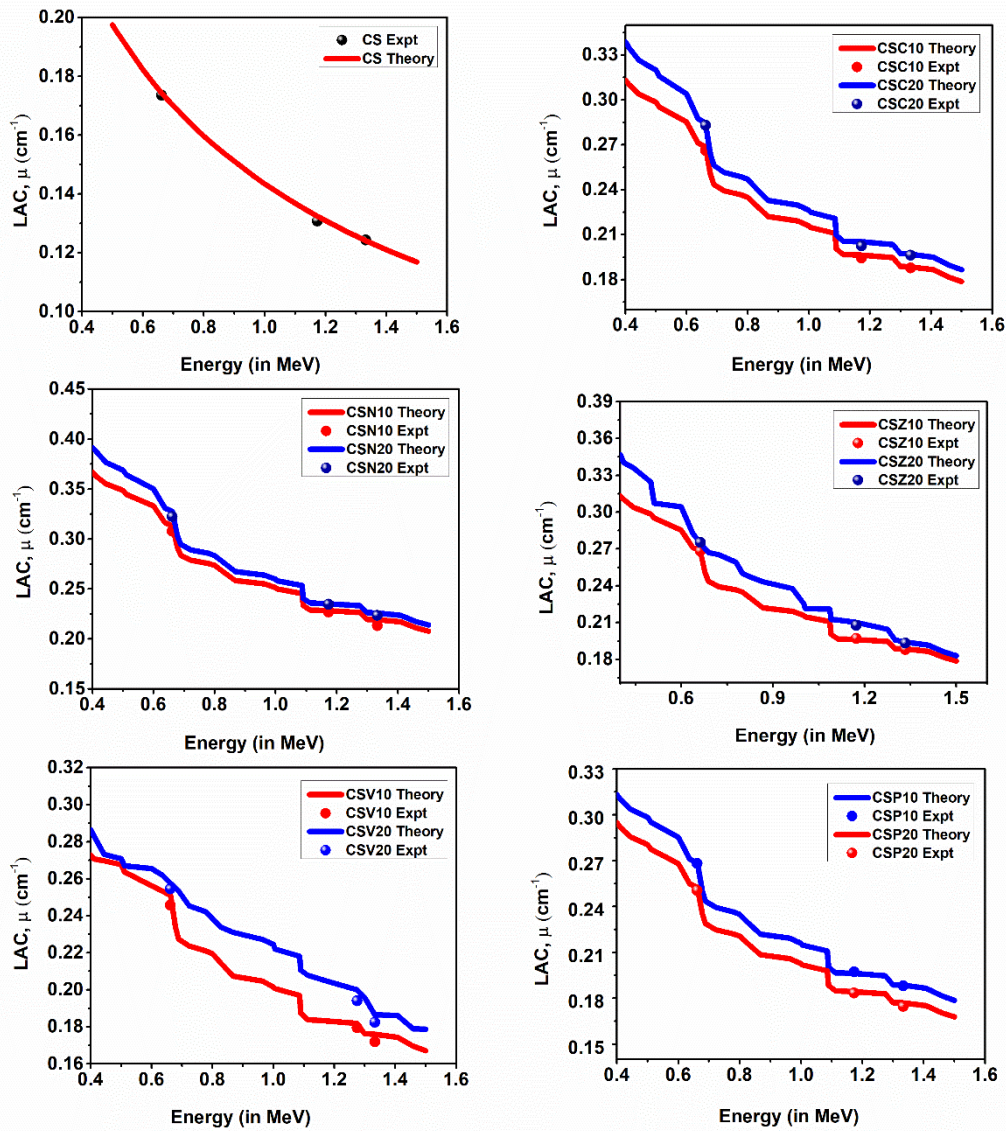 0.20
0.18
0.16
0.14
0.12
0.10
LAC, μ (cm-1)
CS Expt
CS Theory
0.4 0.6 0.8 1.0 1.2 1.4 1.6
Energy (in MeV)
0.33
0.30
0.27
0.24
0.21
0.18
LAC, μ (cm-1)
CSC10 Theory
CSC10 Expt
CSC20 Theory
CSC20 Expt
0.4 0.6 0.8 1.0 1.2 1.4 1.6
Energy (in MeV)
0.45
0.40
0.35
0.30
0.25
0.20
0.15
LAC, μ (cm-1)
CSN10 Theory
CSN10 Expt
CSN20 Theory
CSN20 Expt
0.4 0.6 0.8 1.0 1.2 1.4 1.6
Energy (in MeV)
0.39
0.36
0.33
0.30
0.27
0.24
0.21
0.18
LAC, μ (cm-1)
CSZ10 Theory
CSZ10 Expt
CSZ20 Theory
CSZ20 Expt
0.6 0.9 1.2 1.5
Energy (in MeV)
0.32
0.28
0.26
0.24
0.22
0.20
0.18
0.16
LAC, μ (cm-1)
CSV10 Theory
CSV10 Expt
CSV20 Theory
CSV20 Expt
0.4 0.6 0.8 1.0 1.2 1.4 1.6
Energy (in MeV)
0.33
0.30
0.27
0.24
0.21
0.18
0.15
LAC, μ (cm-1)
CSP10 Theory
CSP10 Expt
CSP20 Theory
CSP20 Expt
0.4 0.6 0.8 1.0 1.2 1.4 1.6
Energy (in MeV)